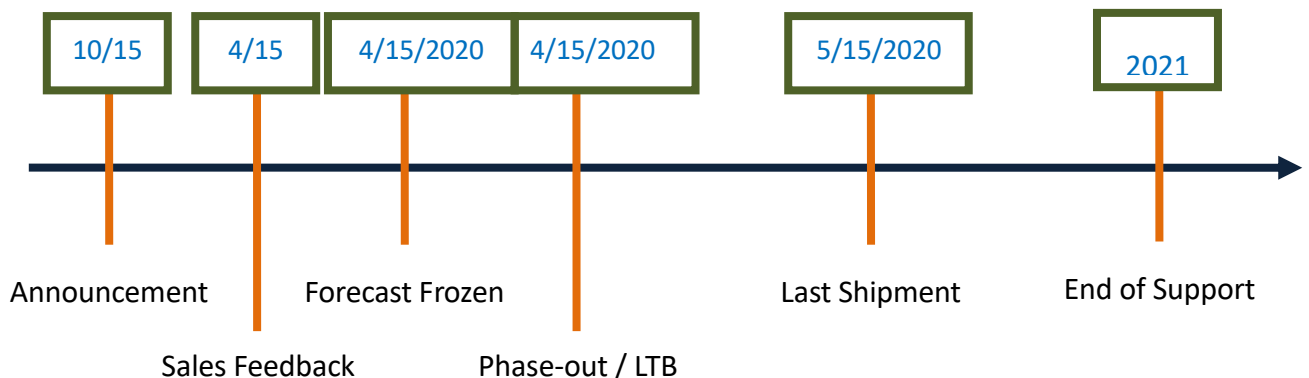 10/15
4/15
4/15/2020
4/15/2020
5/15/2020
2021
Announcement
Forecast Frozen
Last Shipment
End of Support
Sales Feedback
Phase-out / LTB